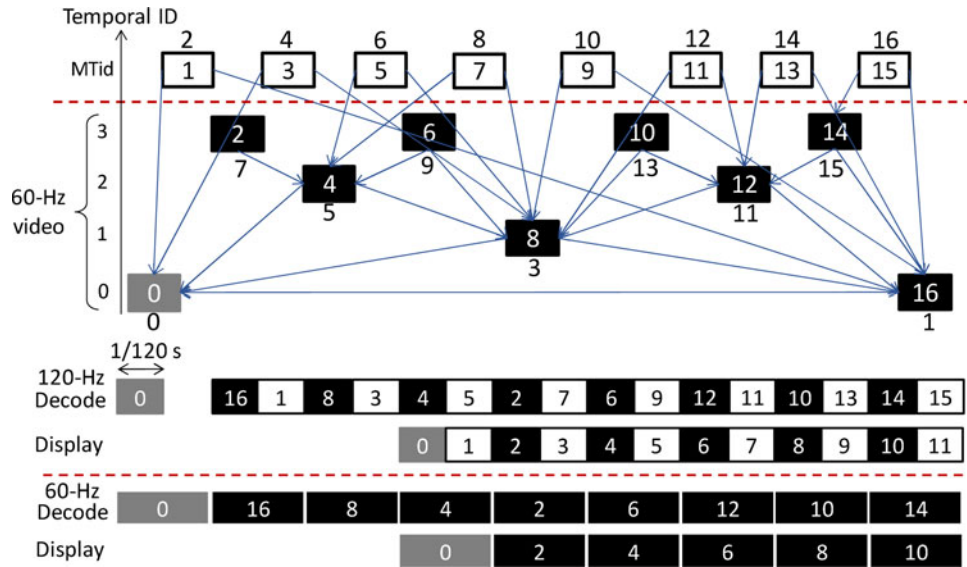 Temporal ID
2 4 6 8 10 12 14 16
MTid 1 3 5 7 9 11 13 15
3 2 6 10 14
7 9 13 15
2 4 12
60-Hz
video
5 11
1 8
3
0 0 16
0 1
1/120 s
120-Hz
Decode 0 16 1 8 3 4 5 2 7 6 9 12 11 10 13 14 15
Display 0 1 2 3 4 5 6 7 8 9 10 11
60-Hz
Decode 0 16 8 4 2 6 12 10 14
Display 0 2 4 6 8 10